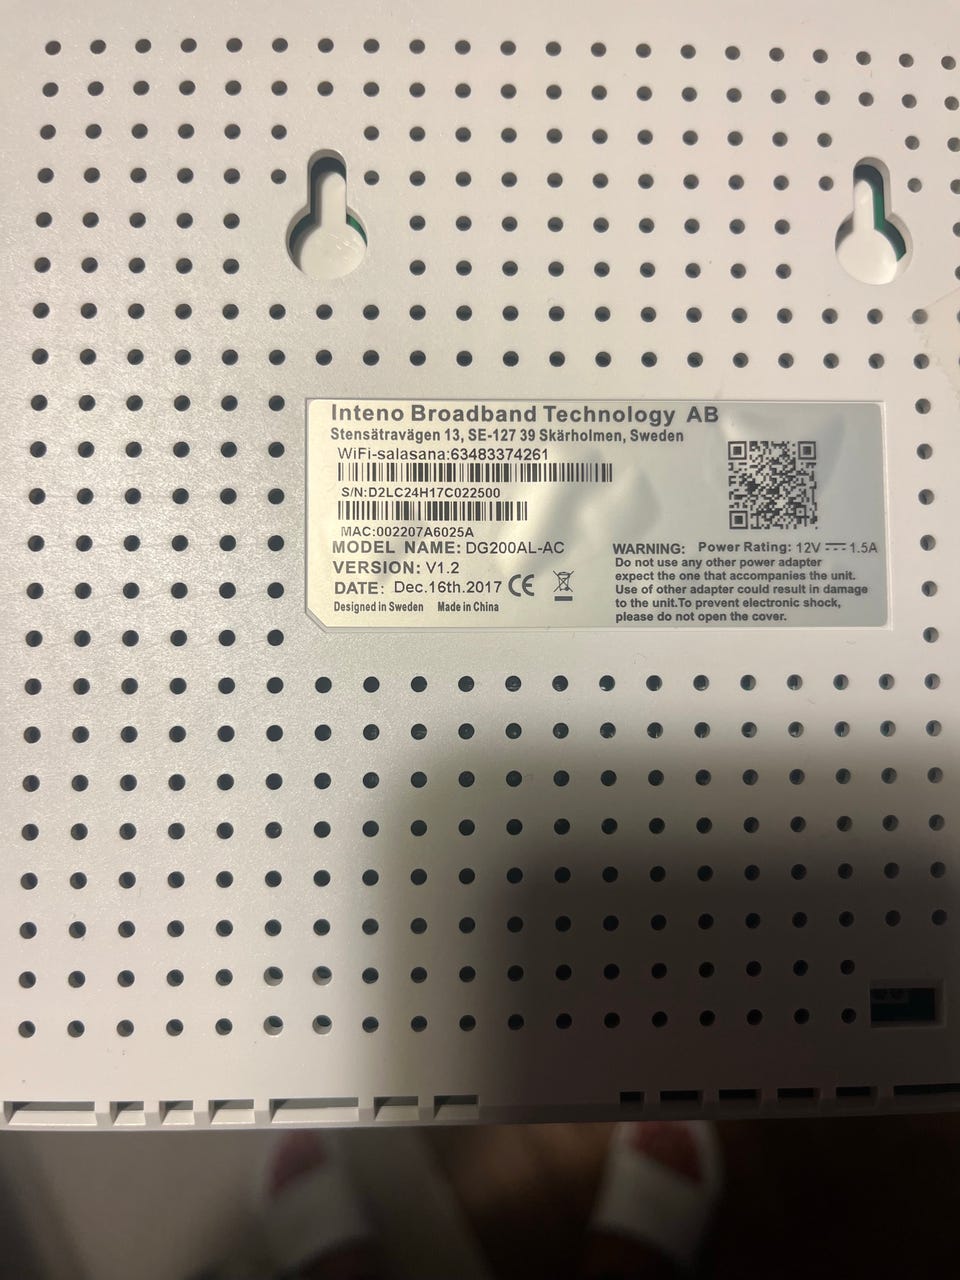 Inteno Broadband Technology AB
Stensätravägen 13, SE-127 39 Skärholmen, Sweden
WiFi-salasana:63483374261
S/N:D2LC24H17C022500
MAC:002207A6025A
MODEL NAME: DG200AL-AC
VERSION: V1.2
DATE: Dec.16th.2017 CE
Designed in Sweden Made in China
WARNING: Power Rating: 12V 1.5A
Do not use any other power adapter
expect the one that accompanies the unit.
Use of other adapter could result in damage
to the unit.To prevent electronic shock,
please do not open the cover.